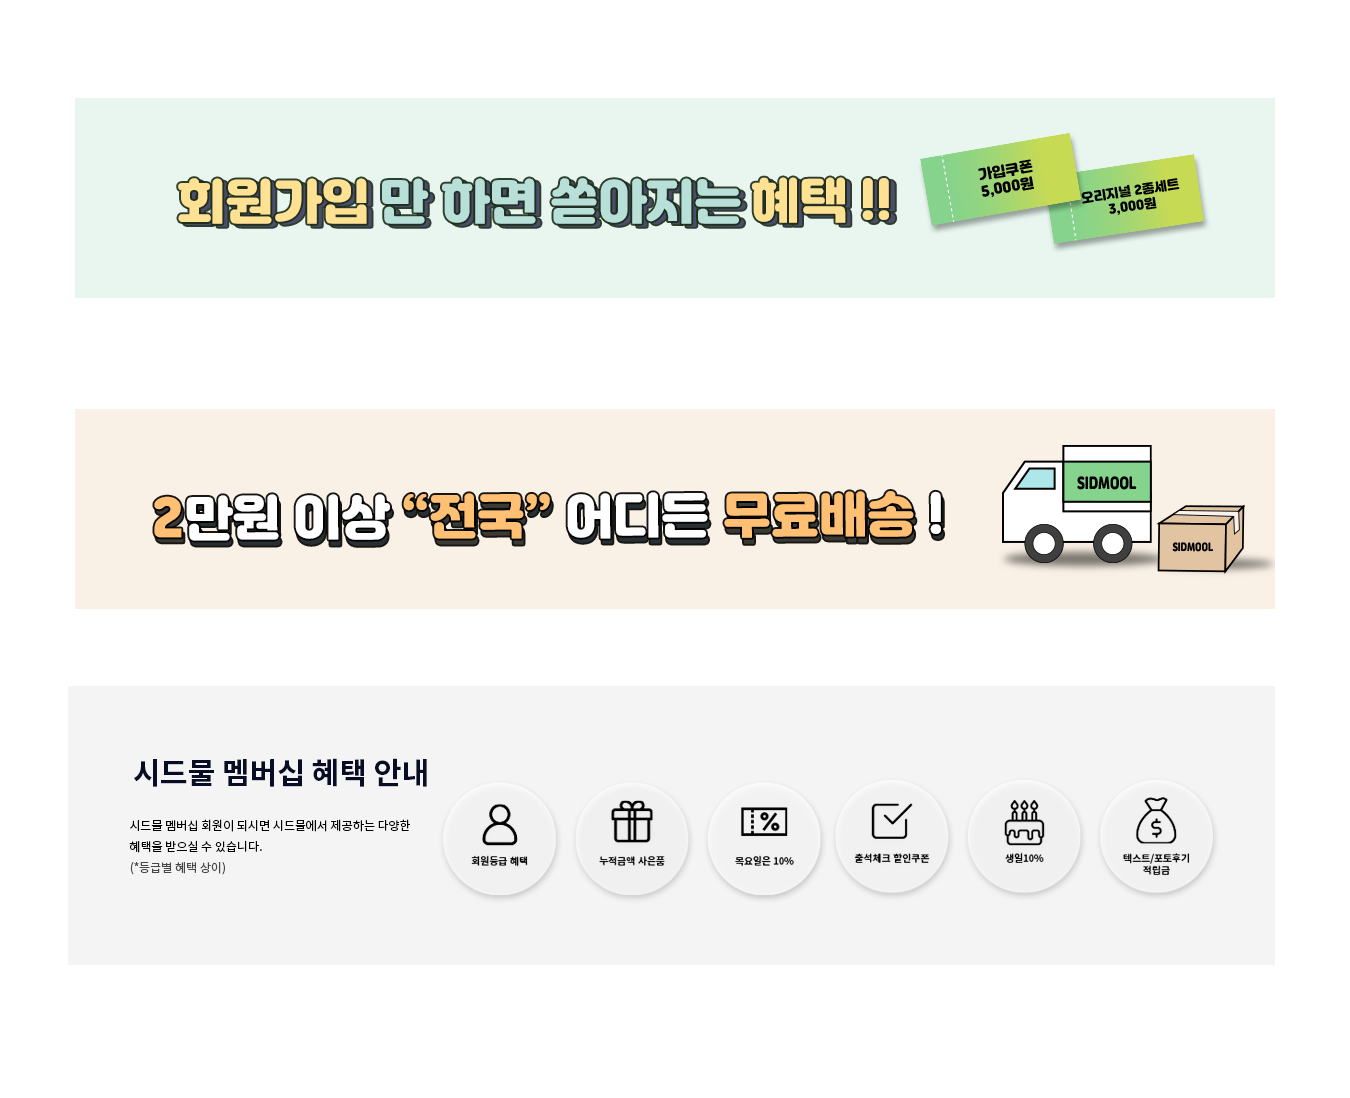 회원가입 만 하면 쏟아지는 혜택 !!
가입쿠폰
5,000원
오리지널 2종세트
3,000원
2만원 이상 “전국” 어디든 무료배송 !
SIDMOOL
SIDMOOL
시드물 멤버십 혜택 안내
시드믈 멤버십 회원이 되시면 시드믈에서 제공하는 다양한
혜택을 받으실 수 있습니다.
(*등급별 혜택 상이)
회원등급 혜택
누적금액 사은품
목요일은 10%
출석체크 할인쿠폰
생일10%
텍스트/포토후기
적립금